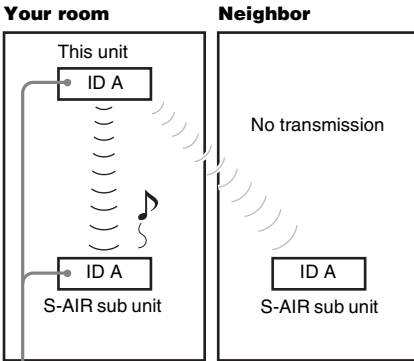 Your room
This unit
ID A
ID A
S-AIR sub unit
Neighbor
No transmission
ID A
S-AIR sub unit